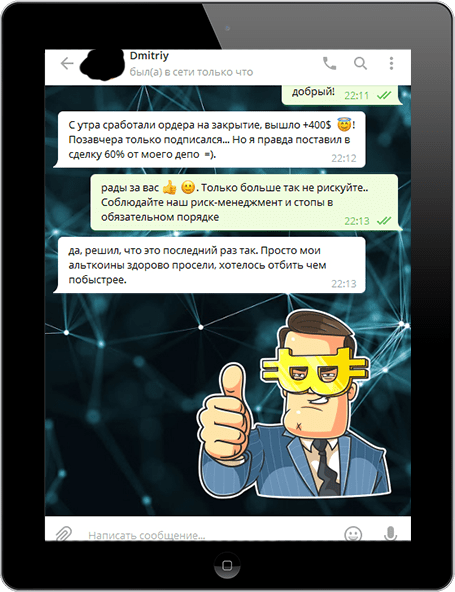 Dmitriy
был(а) в сети только что
добрый!
22:11
С утра сработали ордера на закрытие, вышло +400$ 😇!
Позавчера только подписался... Но я правда поставил в
сделку 60% от моего депо =).
22:12
рады за вас 👍 🙂. Только больше так не рискуйте..
Соблюдайте наш риск-менеджмент и стопы в
обязательном порядке
22:13
да, решил, что это последний раз так. Просто мои
альткоины здорово просели, хотелось отбить чем
побыстрее.
22:13
Написать сообщение...